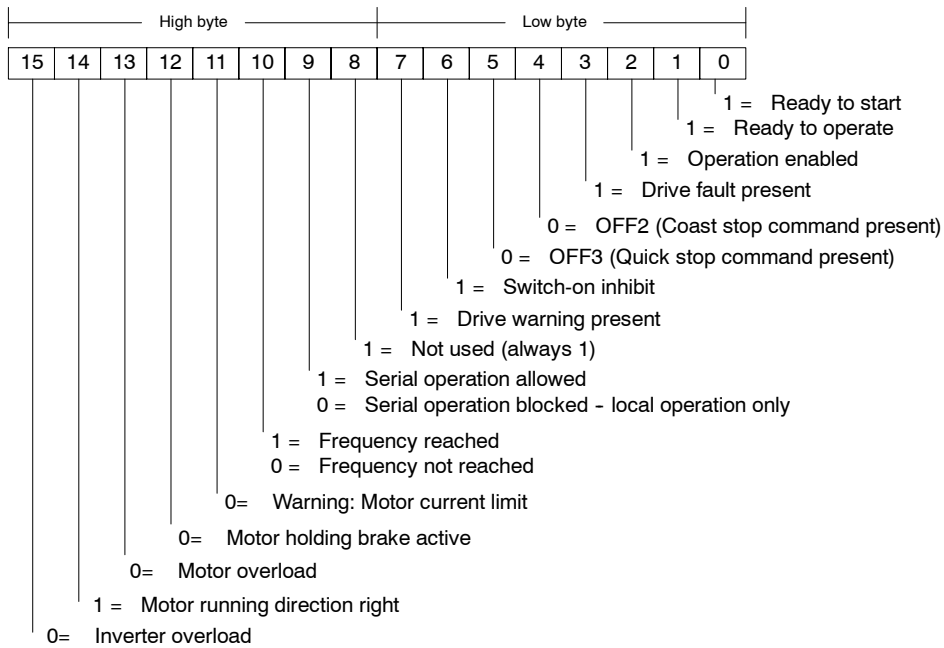 High byte Low byte
15 14 13 12 11 10 9 8 7 6 5 4 3 2 1 0
1 = Ready to start
1 = Ready to operate
1 = Operation enabled
1 = Drive fault present
0 = OFF2 (Coast stop command present)
0 = OFF3 (Quick stop command present)
1 = Switch-on inhibit
1 = Drive warning present
1 = Not used (always 1)
1 = Serial operation allowed
0 = Serial operation blocked - local operation only
1 = Frequency reached
0 = Frequency not reached
0= Warning: Motor current limit
0= Motor holding brake active
0= Motor overload
1 = Motor running direction right
0= Inverter overload